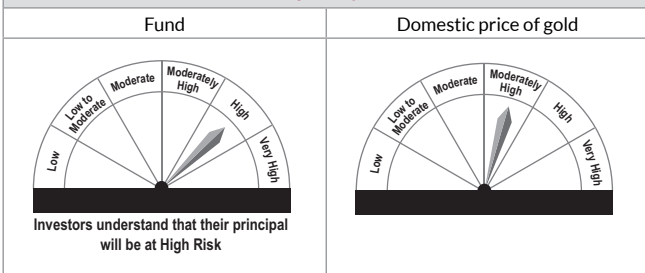 Fund
Domestic price of gold
Low
Low to
Moderate
Moderate
Moderately
High
High
Very High
Low
Low to
Moderate
Moderate
Moderately
High
High
Very High
Investors understand that their principal
will be at High Risk